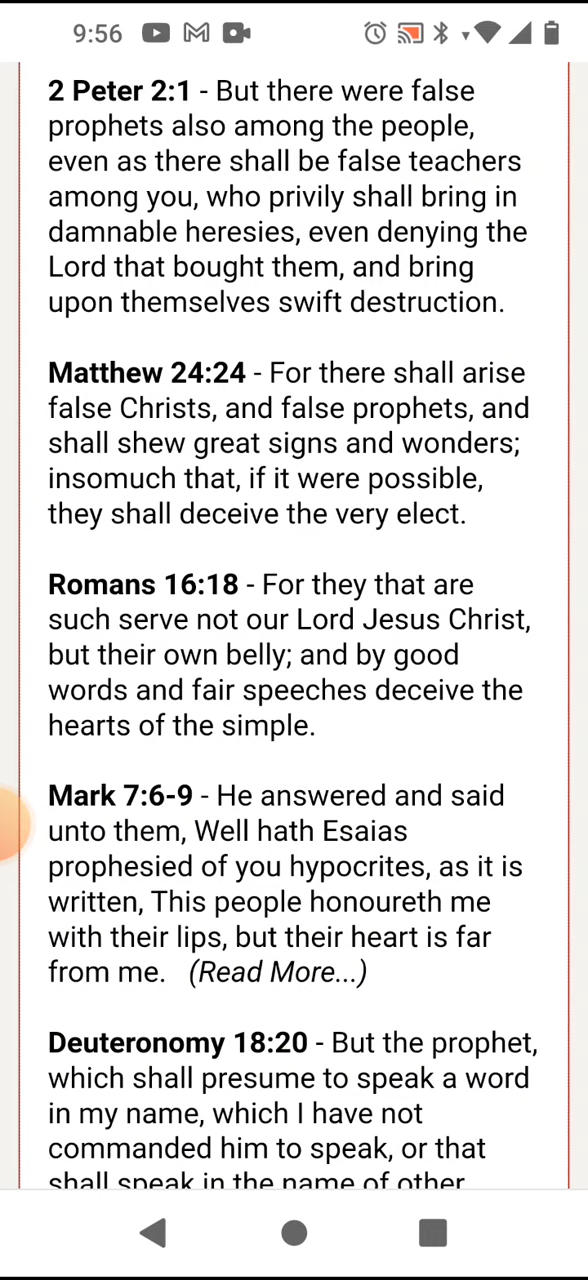 9:56
2 Peter 2:1 - But there were false
prophets also among the people,
even as there shall be false teachers
among you, who privily shall bring in
damnable heresies, even denying the
Lord that bought them, and bring
upon themselves swift destruction.
Matthew 24:24 - For there shall arise
false Christs, and false prophets, and
shall shew great signs and wonders;
insomuch that, if it were possible,
they shall deceive the very elect.
Romans 16:18 - For they that are
such serve not our Lord Jesus Christ,
but their own belly; and by good
words and fair speeches deceive the
hearts of the simple.
Mark 7:6-9 - He answered and said
unto them, Well hath Esaias
prophesied of you hypocrites, as it is
written, This people honoureth me
with their lips, but their heart is far
from me. (Read More...)
Deuteronomy 18:20 - But the prophet,
which shall presume to speak a word
in my name, which I have not
commanded him to speak, or that
shall speak in the name of other